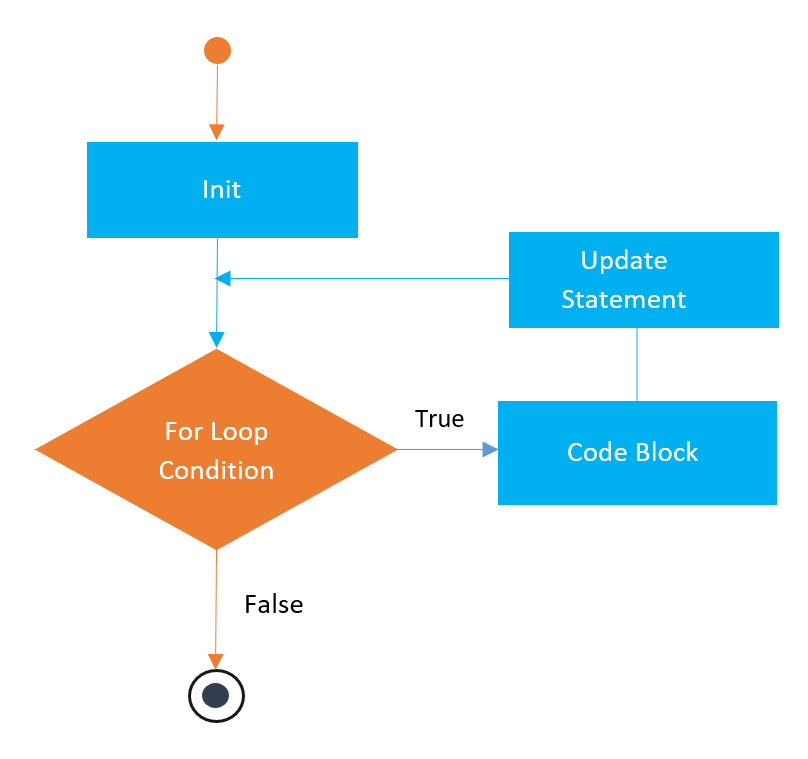 Init
Update
Statement
True
For Loop
Condition
Code Block
False